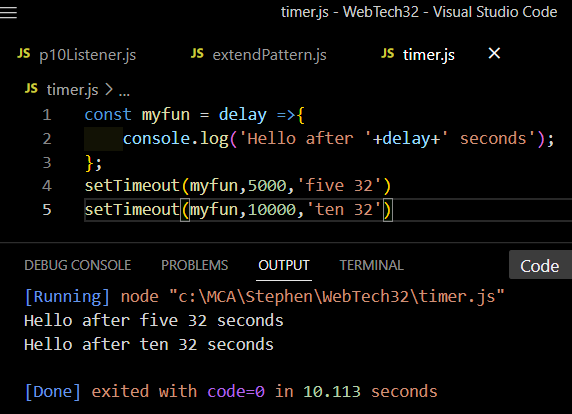 timer.js - WebTech32 - Visual Studio Code
JS p10Listener.js JS extendPattern.js JS timer.js ×
JS timer.js > ...
1 const myfun = delay =>{
2 console.log('Hello after '+delay+' seconds');
3 };
4 setTimeout(myfun,5000,'five 32')
5 setTimeout(myfun,10000,'ten 32')
DEBUG CONSOLE PROBLEMS OUTPUT TERMINAL Code
[Running] node "c:\MCA\Stephen\WebTech32\timer.js"
Hello after five 32 seconds
Hello after ten 32 seconds
[Done] exited with code=0 in 10.113 seconds